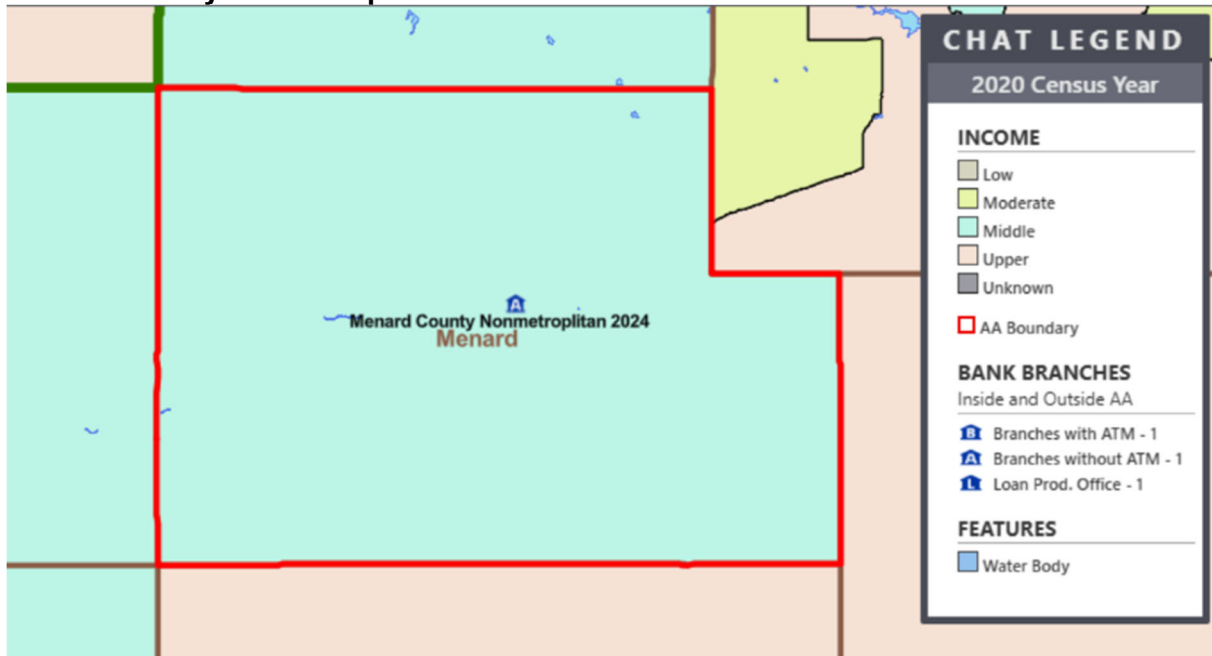 Menard County Nonmetroplitan 2024
Menard
CHAT LEGEND
2020 Census Year
INCOME
Low
Moderate
Middle
Upper
Unknown
AA Boundary
BANK BRANCHES
Inside and Outside AA
B Branches with ATM - 1
A Branches without ATM - 1
L Loan Prod. Office - 1
FEATURES
Water Body